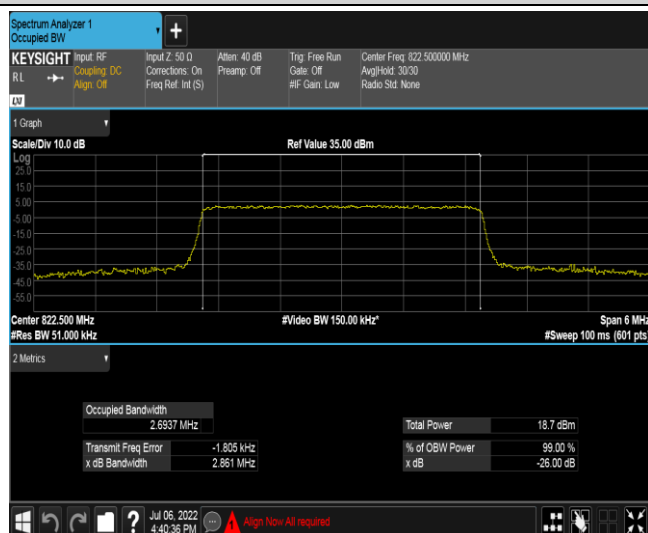 Spectrum Analyzer 1
Occupied BW
+
KEYSIGHT
RL
LXI
Input: RF
Coupling: DC
Align: Off
Input Z: 50 Ω
Corrections: On
Freq Ref: Int (S)
Atten: 40 dB
Preamp: Off
Trig: Free Run
Gate: Off
#IF Gain: Low
Center Freq: 822.500000 MHz
Avg|Hold: 30/30
Radio Std: None
1 Graph
Scale/Div 10.0 dB
Ref Value 35.00 dBm
Log
25.0
15.0
5.00
-5.00
-15.0
-25.0
-35.0
-45.0
-55.0
Center 822.500 MHz
#Video BW 150.00 kHz*
Span 6 MHz
#Res BW 51.000 kHz
#Sweep 100 ms (601 pts)
2 Metrics
Occupied Bandwidth
2.6937 MHz
Total Power 18.7 dBm
Transmit Freq Error -1.805 kHz
% of OBW Power 99.00 %
x dB Bandwidth 2.861 MHz
x dB -26.00 dB
?
Jul 06, 2022
4:40:36 PM
Align Now All required